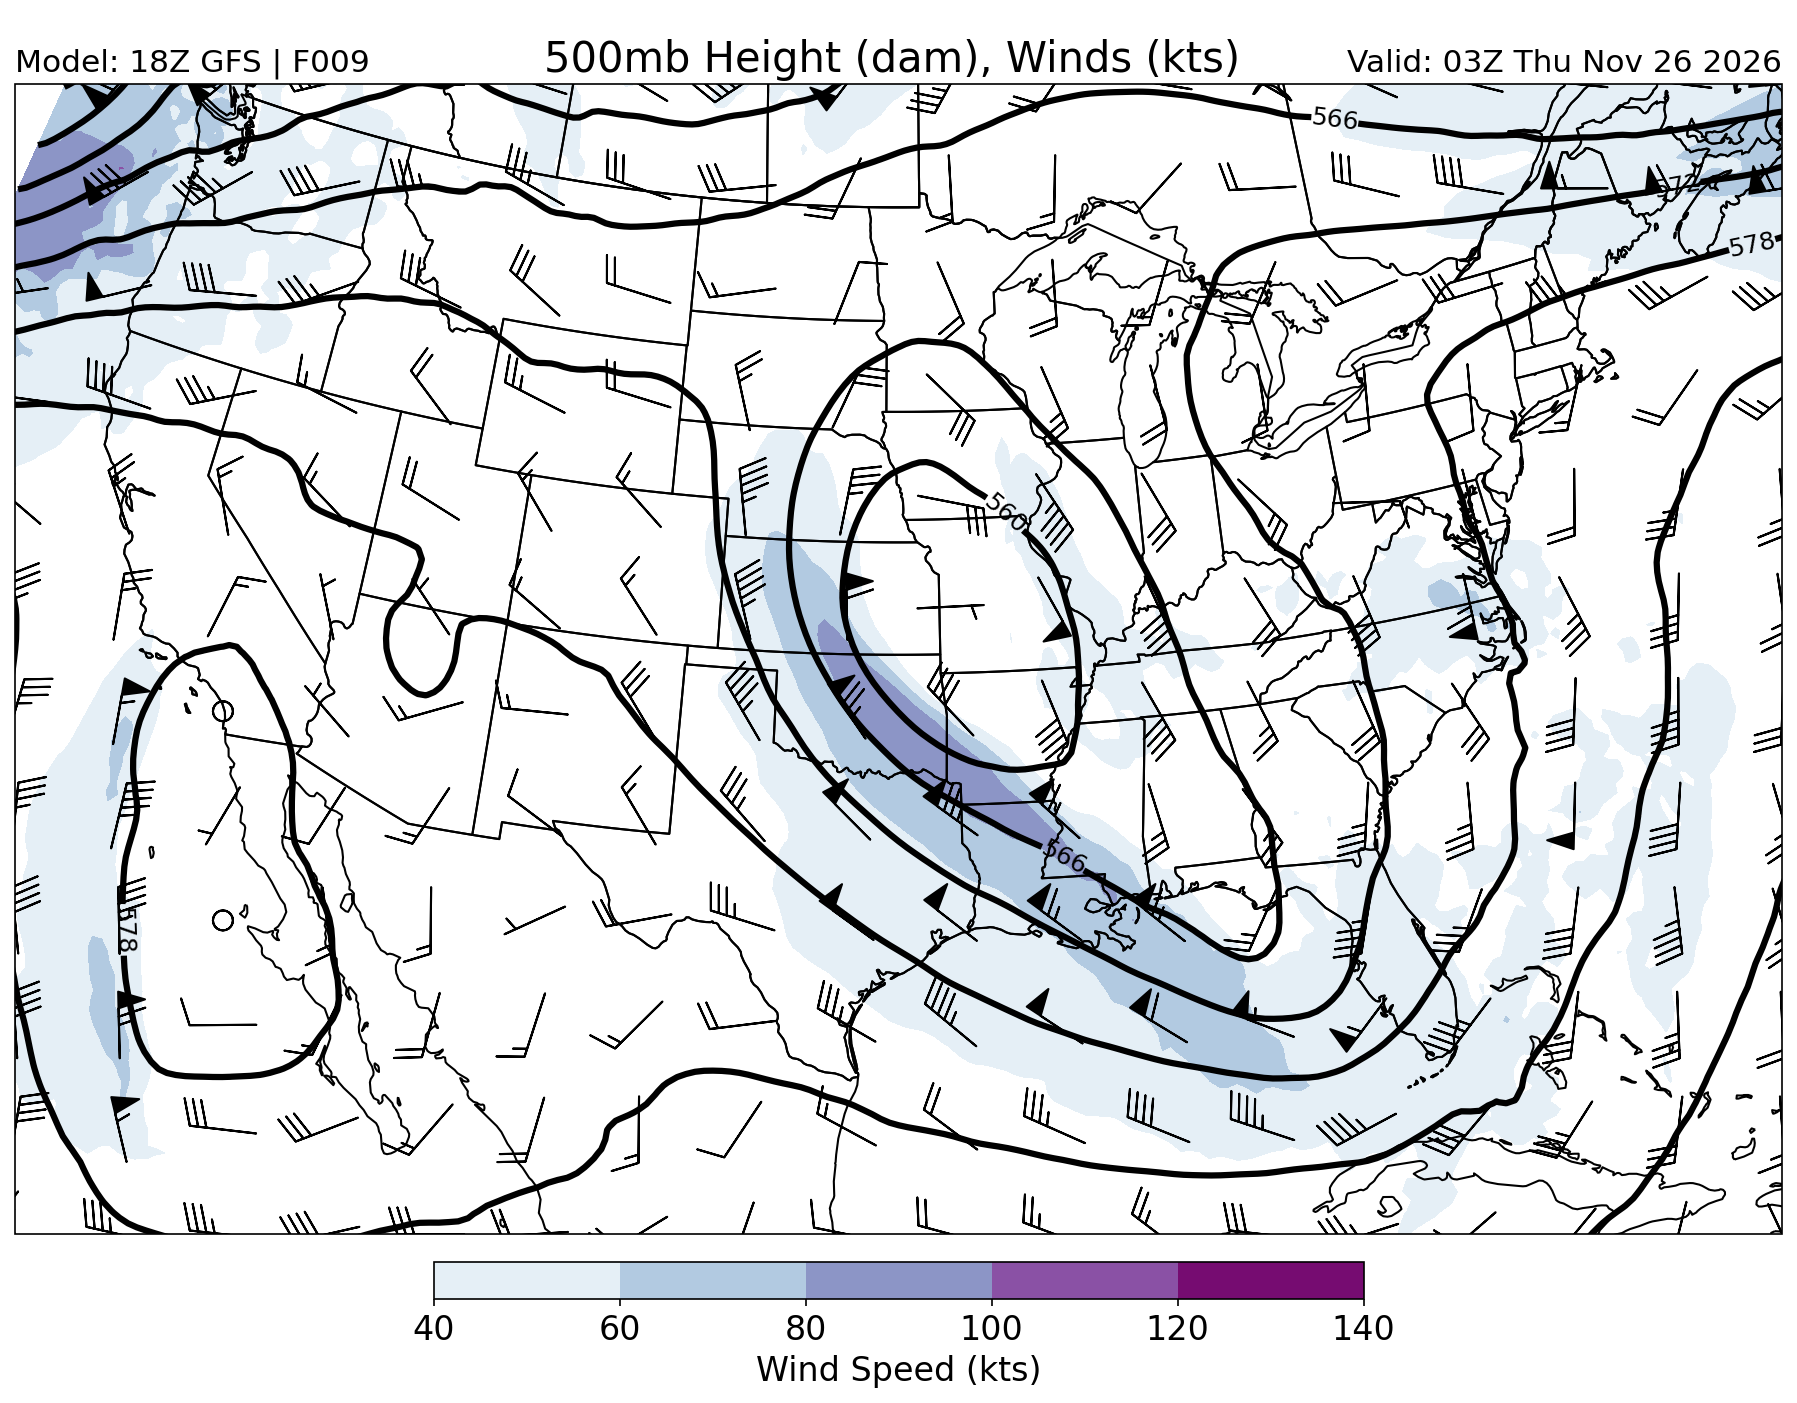 Model: 18Z GFS | F009
500mb Height (dam), Winds (kts)
Valid: 03Z Thu Nov 26 2026
566
572
578
560
566
578
40 60 80 100 120 140
Wind Speed (kts)